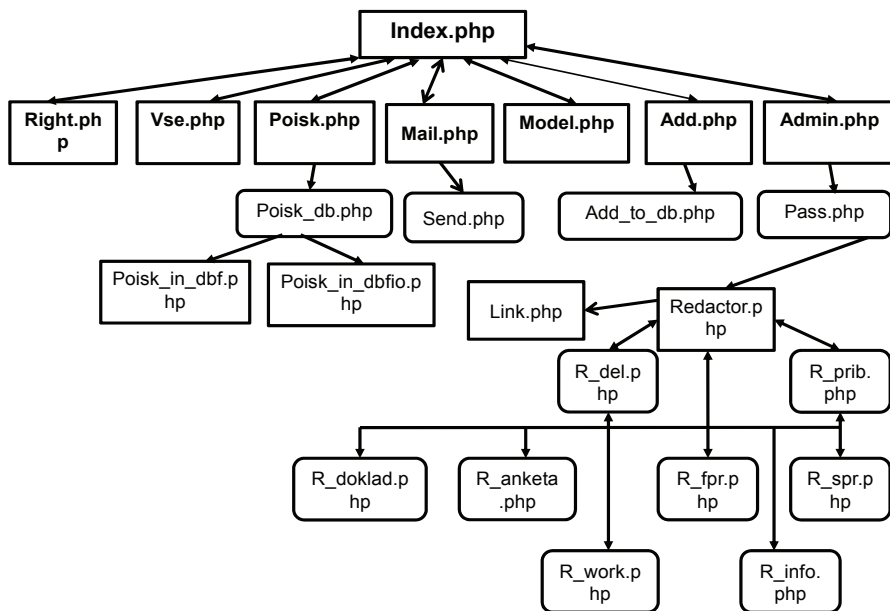 Index.php
Right.ph
p
Vse.php
Poisk.php
Mail.php
Model.php
Add.php
Admin.php
Poisk_db.php
Send.php
Add_to_db.php
Pass.php
Poisk_in_dbf.p
hp
Poisk_in_dbfio.p
hp
Link.php
Redactor.p
hp
R_del.p
hp
R_prib.
php
R_doklad.p
hp
R_anketa
.php
R_fpr.p
hp
R_spr.p
hp
R_work.p
hp
R_info.
php